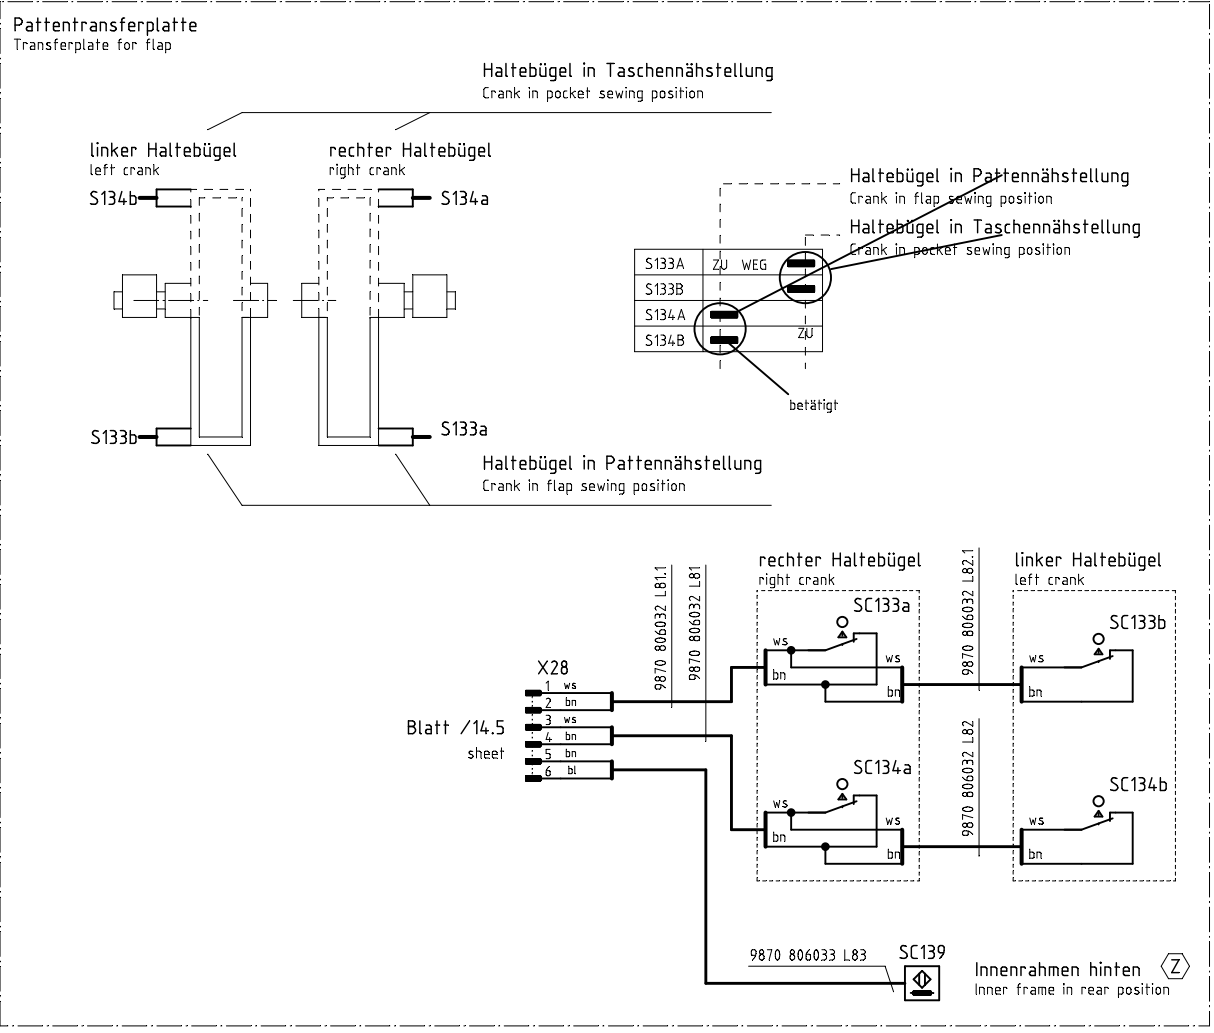 Pattentransferplatte
Transferplate for flap
Haltebügel in Taschennähstellung
Crank in pocket sewing position
linker Haltebügel
left crank
rechter Haltebügel
right crank
S134b
S134a
Haltebügel in Pattennähstellung
Crank in flap sewing position
Haltebügel in Taschennähstellung
Crank in pocket sewing position
S133A ZU WEG
S133B
S134A
S134B ZU
betätigt
S133b
S133a
Haltebügel in Pattennähstellung
Crank in flap sewing position
rechter Haltebügel
right crank
linker Haltebügel
left crank
9870 806032 L81.1
9870 806032 L81
9870 806032 L82.1
SC133a
SC133b
ws
bn
ws
bn
ws
bn
X28
1 ws
2 bn
3 ws
4 bn
5 bn
6 bl
Blatt /14.5
sheet
9870 806032 L82
SC134a
SC134b
ws
bn
ws
bn
ws
bn
9870 806033 L83
SC139
Innenrahmen hinten
Inner frame in rear position
Z